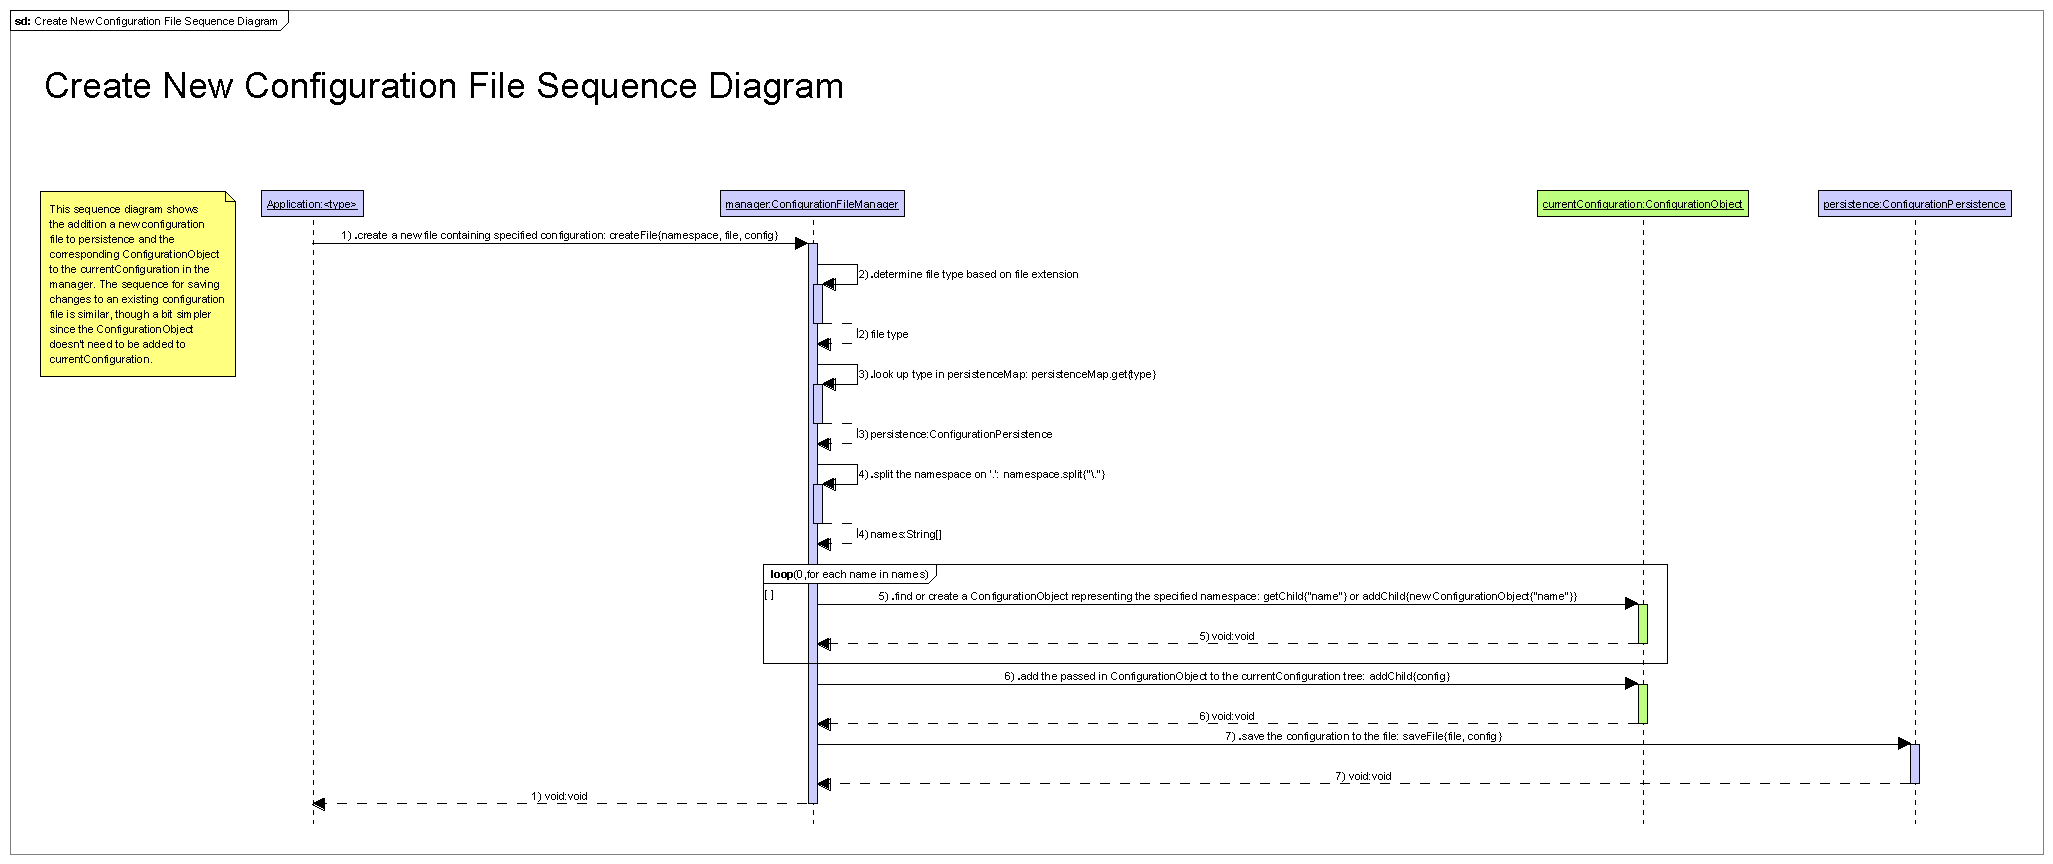 sd: Create New Configuration File Sequence Diagram
Create New Configuration File Sequence Diagram
This sequence diagram shows
the addition a new configuration
file to persistence and the
corresponding ConfigurationObject
to the currentConfiguration in the
manager. The sequence for saving
changes to an existing configuration
file is similar, though a bit simpler
since the ConfigurationObject
doesn't need to be added to
currentConfiguration.
Application:<type>
manager:ConfigurationFileManager
currentConfiguration:ConfigurationObject
persistence:ConfigurationPersistence
1) .create a new file containing specified configuration: createFile{namespace, file, config}
2) .determine file type based on file extension
2) file type
3) .look up type in persistenceMap: persistenceMap.get{type}
3) persistence:ConfigurationPersistence
4) .split the namespace on '.': namespace.split{"\."}
4) names:String[]
loop(0,for each name in names)
[ ]
5) .find or create a ConfigurationObject representing the specified namespace: getChild{"name"} or addChild{new ConfigurationObject{"name"}}
5) void:void
6) .add the passed in ConfigurationObject to the currentConfiguration tree: addChild{config}
6) void:void
7) .save the configuration to the file: saveFile{file, config}
7) void:void
1) void:void